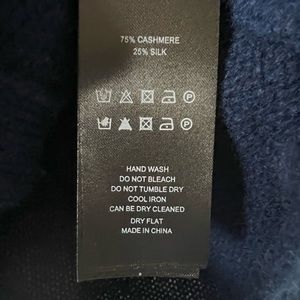 75% CASHMERE
25% SILK
P
P
HAND WASH
DO NOT BLEACH
DO NOT TUMBLE DRY
COOL IRON
CAN BE DRY CLEANED
DRY FLAT
MADE IN CHINA